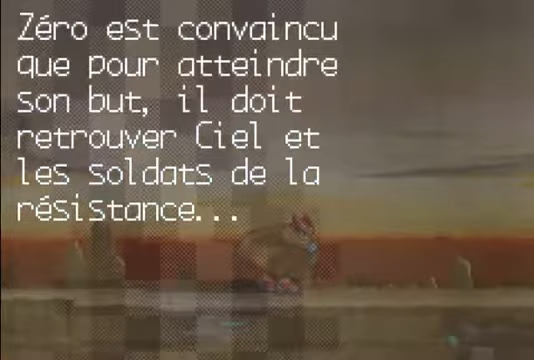 Zéro est convaincu
que pour atteindre
son but, il doit
retrouver Ciel et
les soldats de la
résistance...